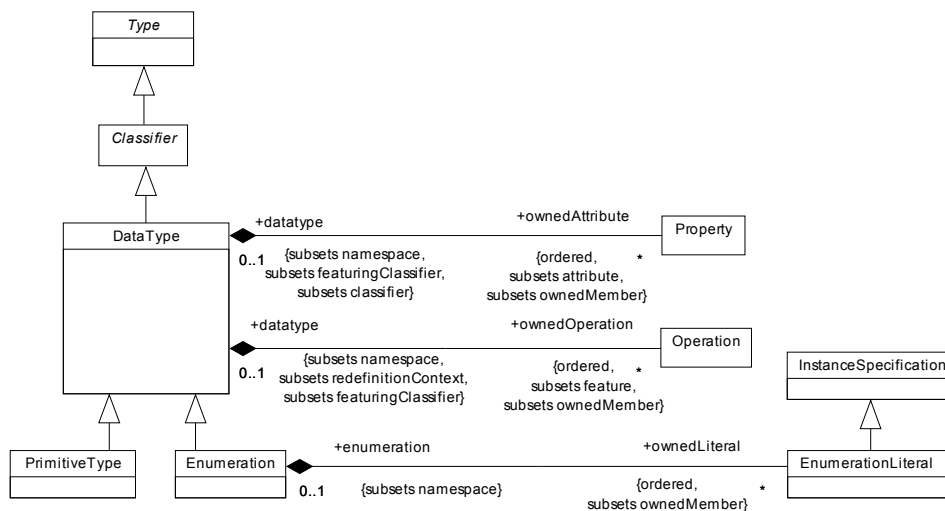 Type
Classifier
DataType
+datatype
+ownedAttribute
Property
0..1
{subsets namespace,
subsets featuringClassifier,
subsets classifier}
{ordered,
subsets attribute,
subsets ownedMember}
*
+datatype
+ownedOperation
Operation
0..1
{subsets namespace,
subsets redefinitionContext,
subsets featuringClassifier}
{ordered,
subsets feature,
subsets ownedMember}
*
InstanceSpecification
PrimitiveType
Enumeration
+enumeration
+ownedLiteral
EnumerationLiteral
0..1
{subsets namespace}
{ordered,
subsets ownedMember}
*